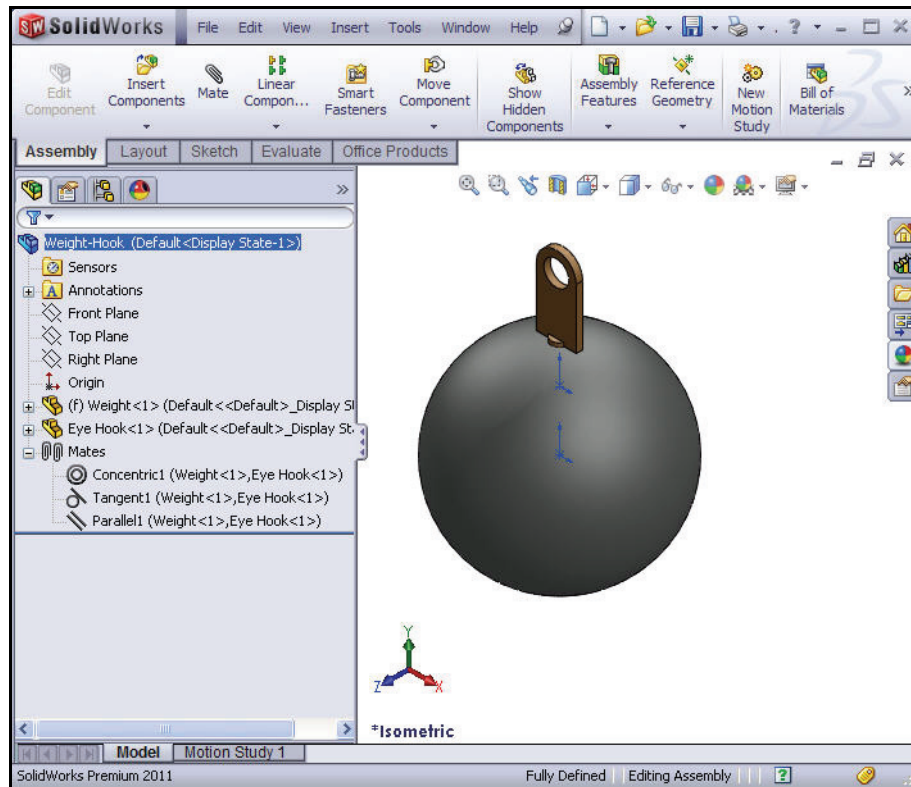 SolidWorks File Edit View Insert Tools Window Help
Edit Component
Insert Components
Mate
Linear Compon...
Smart Fasteners
Move Component
Show Hidden Components
Assembly Features
Reference Geometry
New Motion Study
Bill of Materials
Assembly Layout Sketch Evaluate Office Products
Weight-Hook (Default<Display State-1>)
Sensors
Annotations
Front Plane
Top Plane
Right Plane
Origin
(f) Weight<1> (Default<<Default>_Display St
Eye Hook<1> (Default<<Default>_Display St
Mates
Concentric1 (Weight<1>,Eye Hook<1>)
Tangent1 (Weight<1>,Eye Hook<1>)
Parallel1 (Weight<1>,Eye Hook<1>)
Y
Z X
*Isometric
Model Motion Study 1
SolidWorks Premium 2011 Fully Defined Editing Assembly